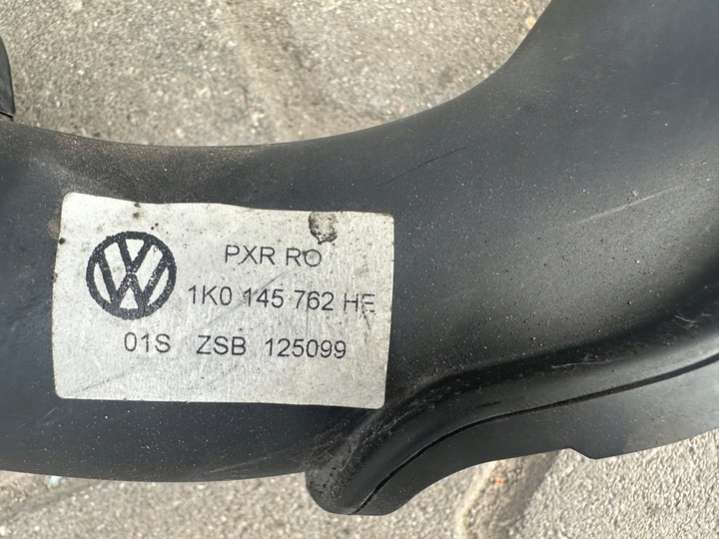 PXR RO
1K0 145 762 HE
01S ZSB 125099